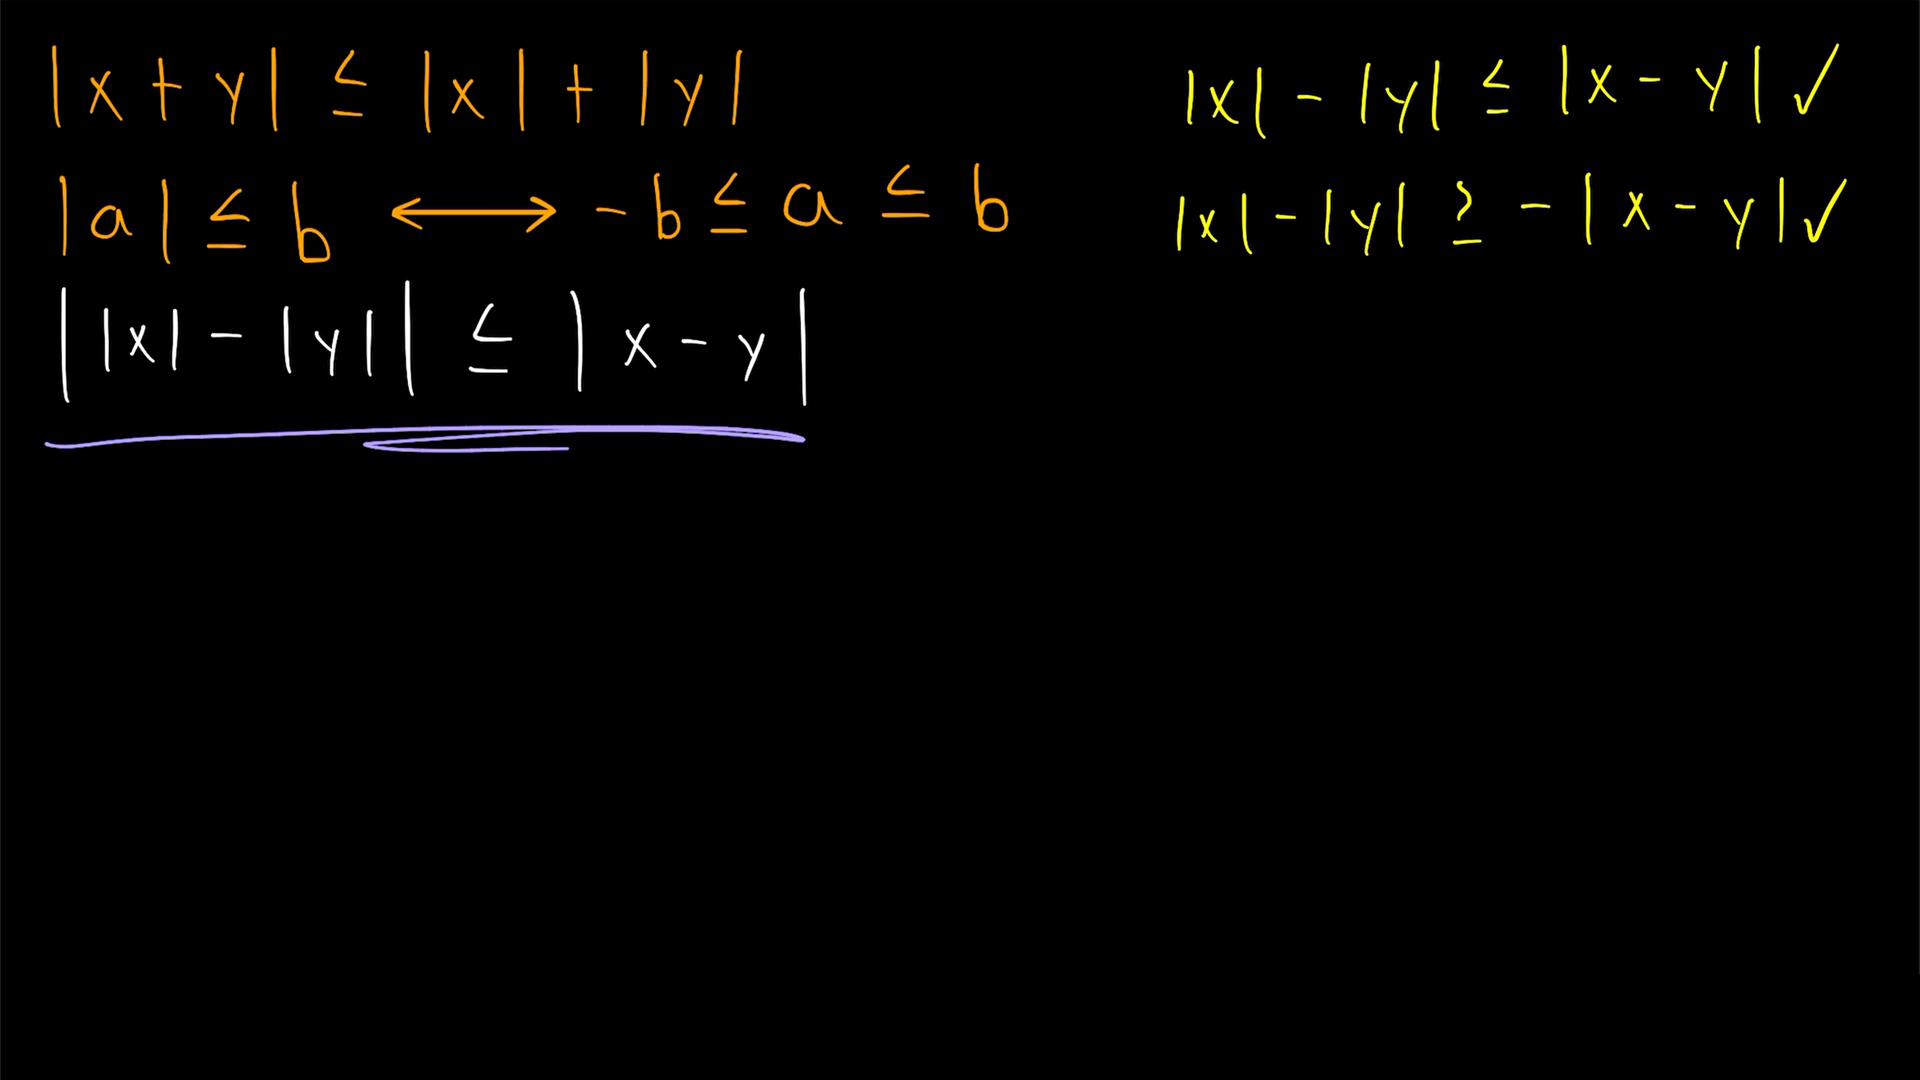 |x + y| ≤ |x| + |y|
|a| ≤ b ⟷ -b ≤ a ≤ b
||x| - |y|| ≤ |x - y|
|x| - |y| ≤ |x - y| ✓
|x| - |y| ≥ -|x - y| ✓